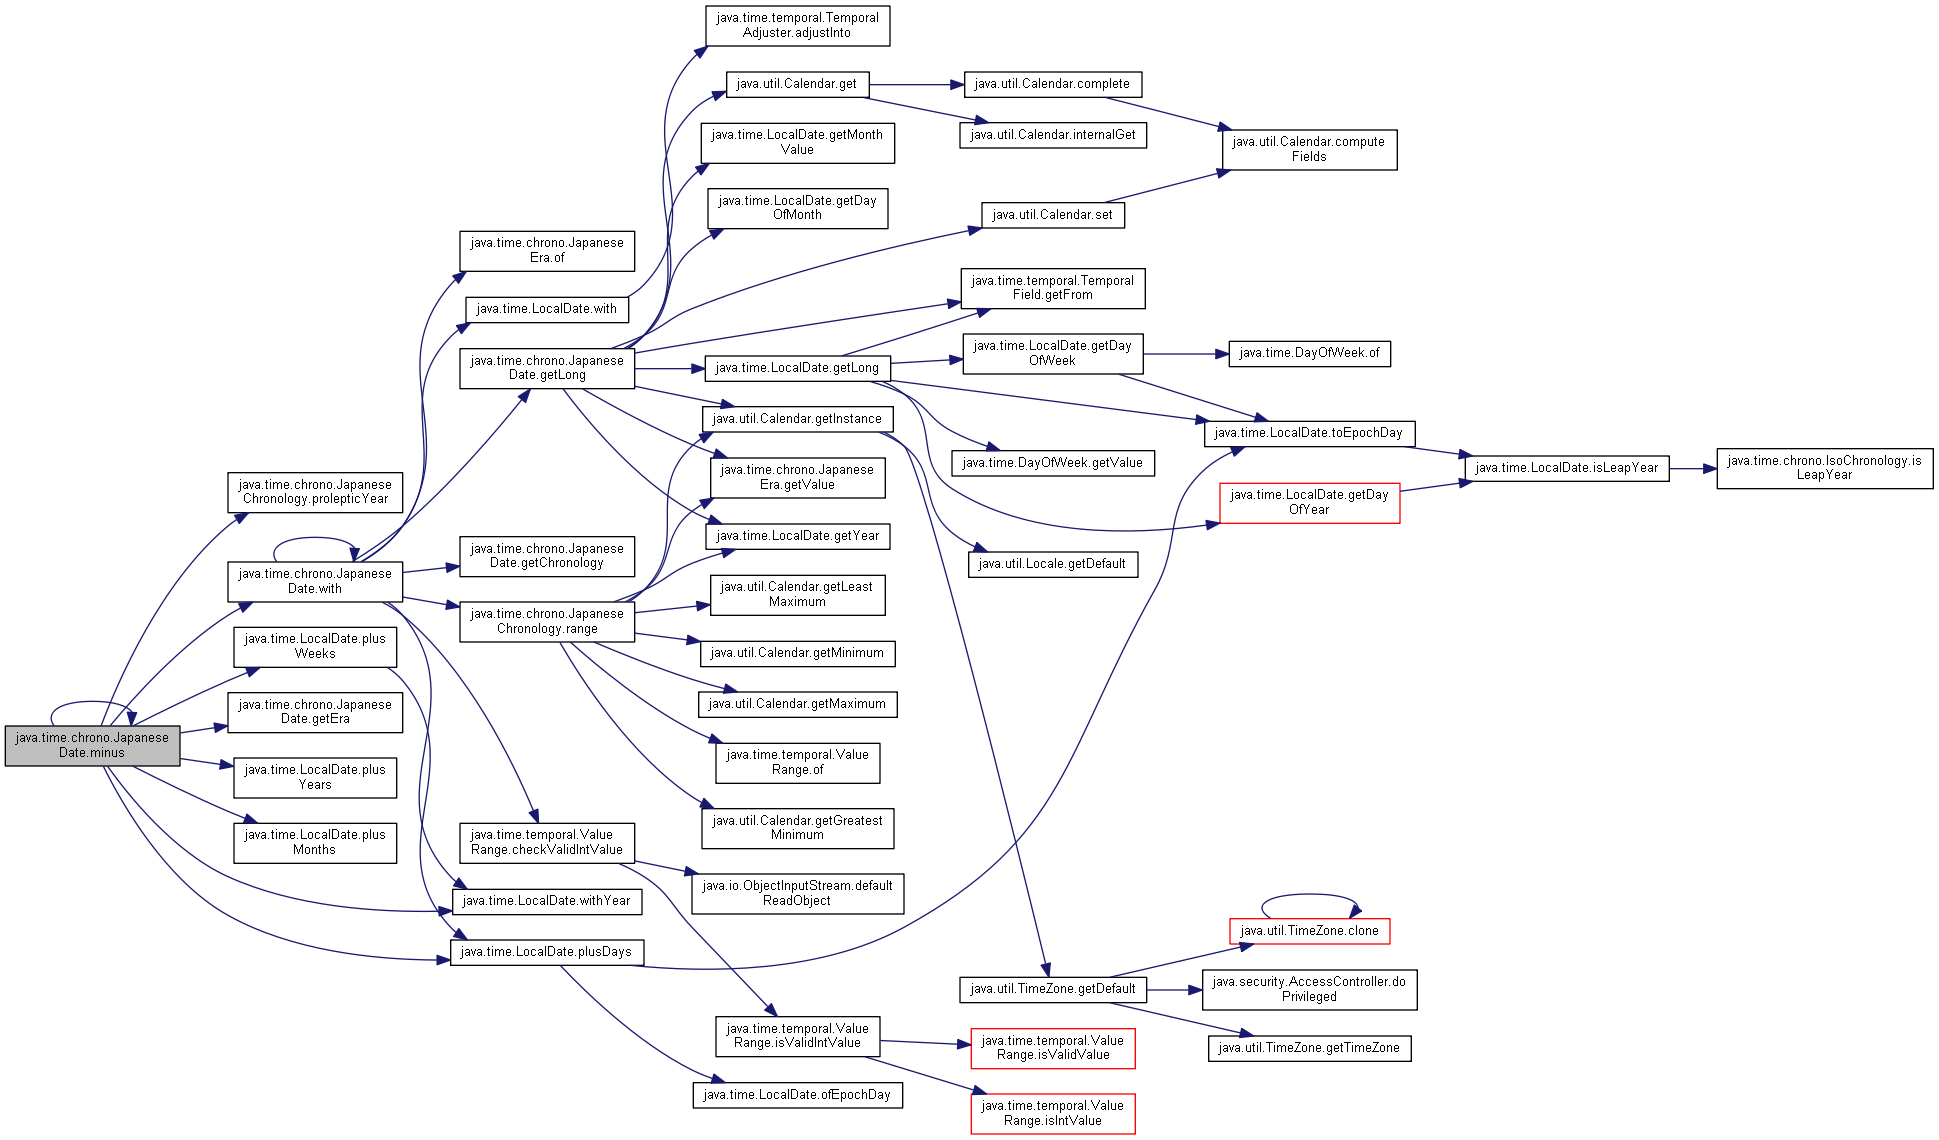 java.time.chrono.Japanese
Date.minus
java.time.chrono.Japanese
Chronology.prolepticYear
java.time.chrono.Japanese
Date.with
java.time.LocalDate.plus
Weeks
java.time.chrono.Japanese
Date.getEra
java.time.LocalDate.plus
Years
java.time.LocalDate.plus
Months
java.time.chrono.Japanese
Era.of
java.time.LocalDate.with
java.time.chrono.Japanese
Date.getLong
java.time.chrono.Japanese
Date.getChronology
java.time.chrono.Japanese
Chronology.range
java.time.temporal.Value
Range.checkValidIntValue
java.time.LocalDate.withYear
java.time.LocalDate.plusDays
java.time.temporal.Temporal
Adjuster.adjustInto
java.util.Calendar.get
java.time.LocalDate.getMonth
Value
java.time.LocalDate.getDay
OfMonth
java.time.LocalDate.getLong
java.util.Calendar.getInstance
java.time.chrono.Japanese
Era.getValue
java.time.LocalDate.getYear
java.util.Calendar.getLeast
Maximum
java.util.Calendar.getMinimum
java.util.Calendar.getMaximum
java.time.temporal.Value
Range.of
java.util.Calendar.getGreatest
Minimum
java.io.ObjectInputStream.default
ReadObject
java.time.temporal.Value
Range.isValidIntValue
java.time.LocalDate.ofEpochDay
java.util.Calendar.complete
java.util.Calendar.internalGet
java.util.Calendar.set
java.time.temporal.Temporal
Field.getFrom
java.time.LocalDate.getDay
OfWeek
java.time.DayOfWeek.getValue
java.util.Locale.getDefault
java.util.TimeZone.getDefault
java.time.temporal.Value
Range.isValidValue
java.time.temporal.Value
Range.isIntValue
java.util.Calendar.compute
Fields
java.time.DayOfWeek.of
java.time.LocalDate.toEpochDay
java.time.LocalDate.getDay
OfYear
java.util.TimeZone.clone
java.security.AccessController.do
Privileged
java.util.TimeZone.getTimeZone
java.time.LocalDate.isLeapYear
java.time.chrono.IsoChronology.is
LeapYear